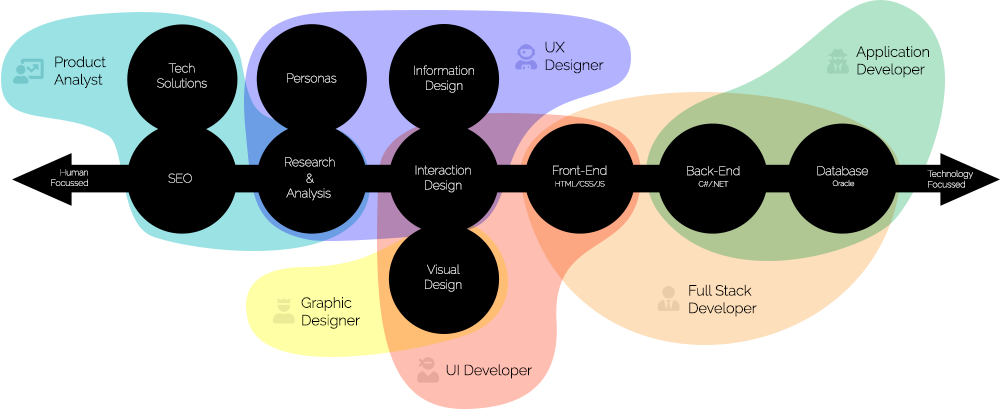 Product
Analyst
Tech
Solutions
Personas
Information
Design
UX
Designer
Application
Developer
Human
Focussed
SEO
Research
&
Analysis
Interaction
Design
Front-End
HTML/CSS/JS
Back-End
C#/.NET
Database
Oracle
Technology
Focussed
Visual
Design
Graphic
Designer
Full Stack
Developer
UI Developer